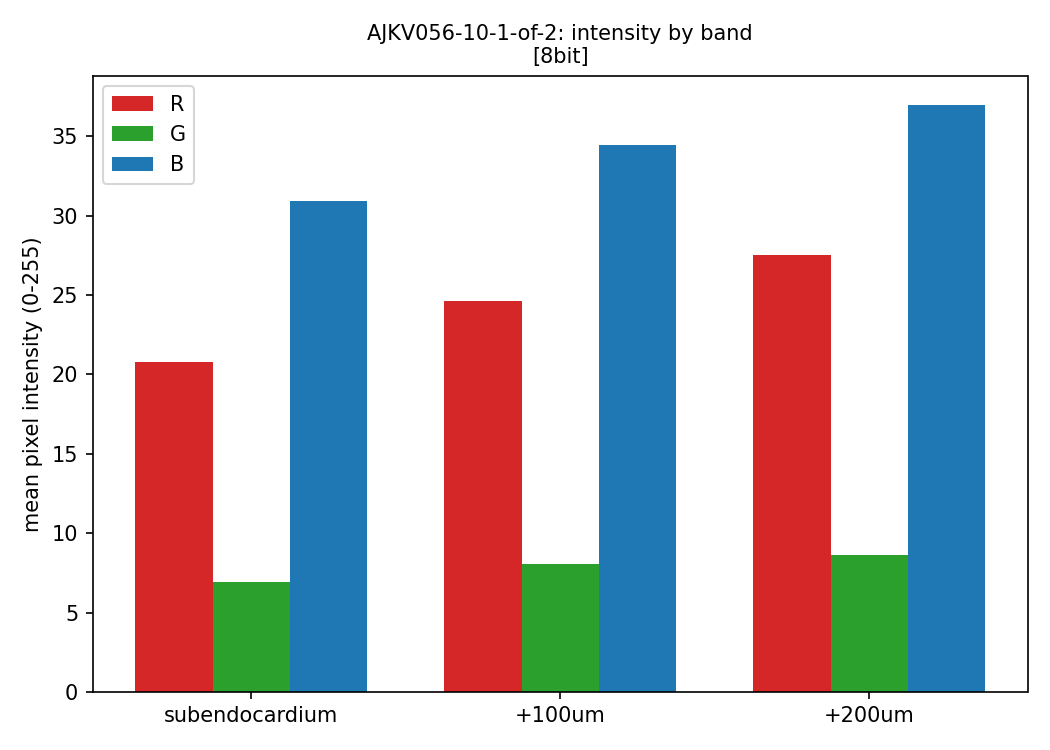 AJKV056-10-1-of-2: intensity by band
[8bit]
R
G
B
mean pixel intensity (0-255)
35
30
25
20
15
10
5
0
subendocardium
+100um
+200um